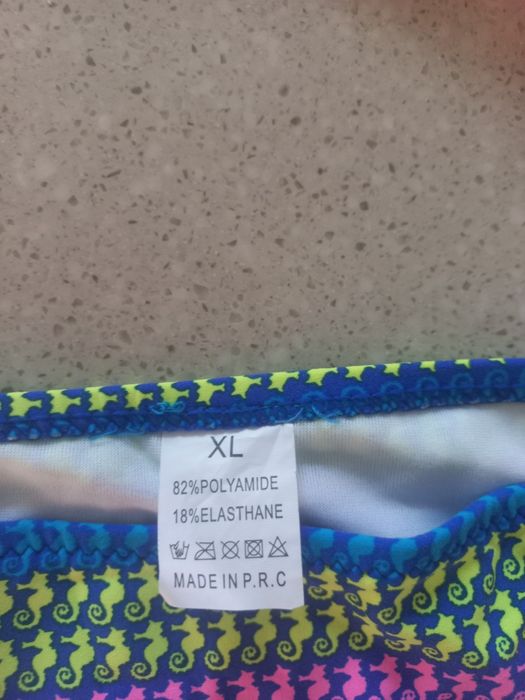 XL
82%POLYAMIDE
18%ELASTHANE
MADE IN P.R.C